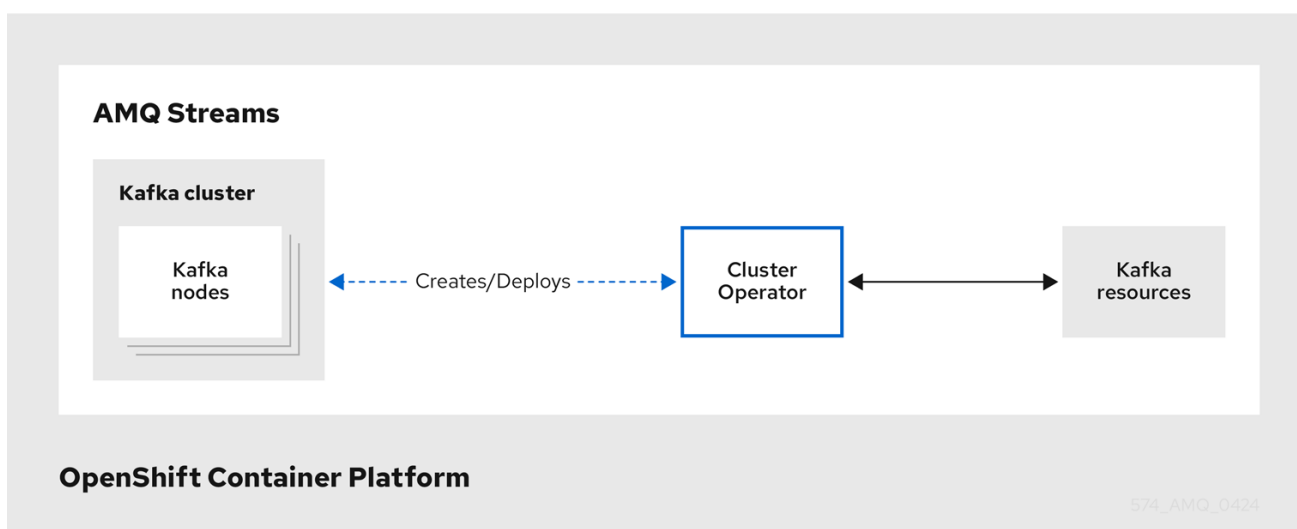 AMQ Streams
Kafka cluster
Kafka
nodes
Creates/Deploys
Cluster
Operator
Kafka
resources
OpenShift Container Platform
574_AMQ_0424